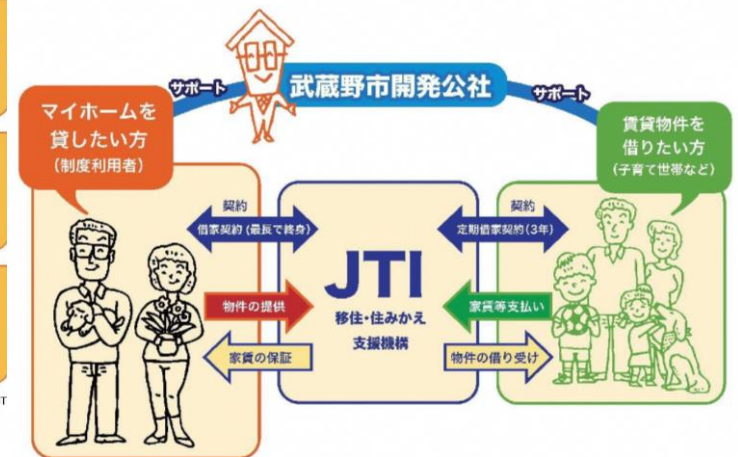 サポート
武蔵野市開発公社
サポート
マイホームを
貸したい方
(制度利用者)
賃貸物件を
借りたい方
(子育て世帯など)
契約
借家契約(最長で終身)
物件の提供
家賃の保証
JTI
移住・住みかえ
支援機構
契約
定期借家契約(3年)
家賃等支払い
物件の借り受け
T